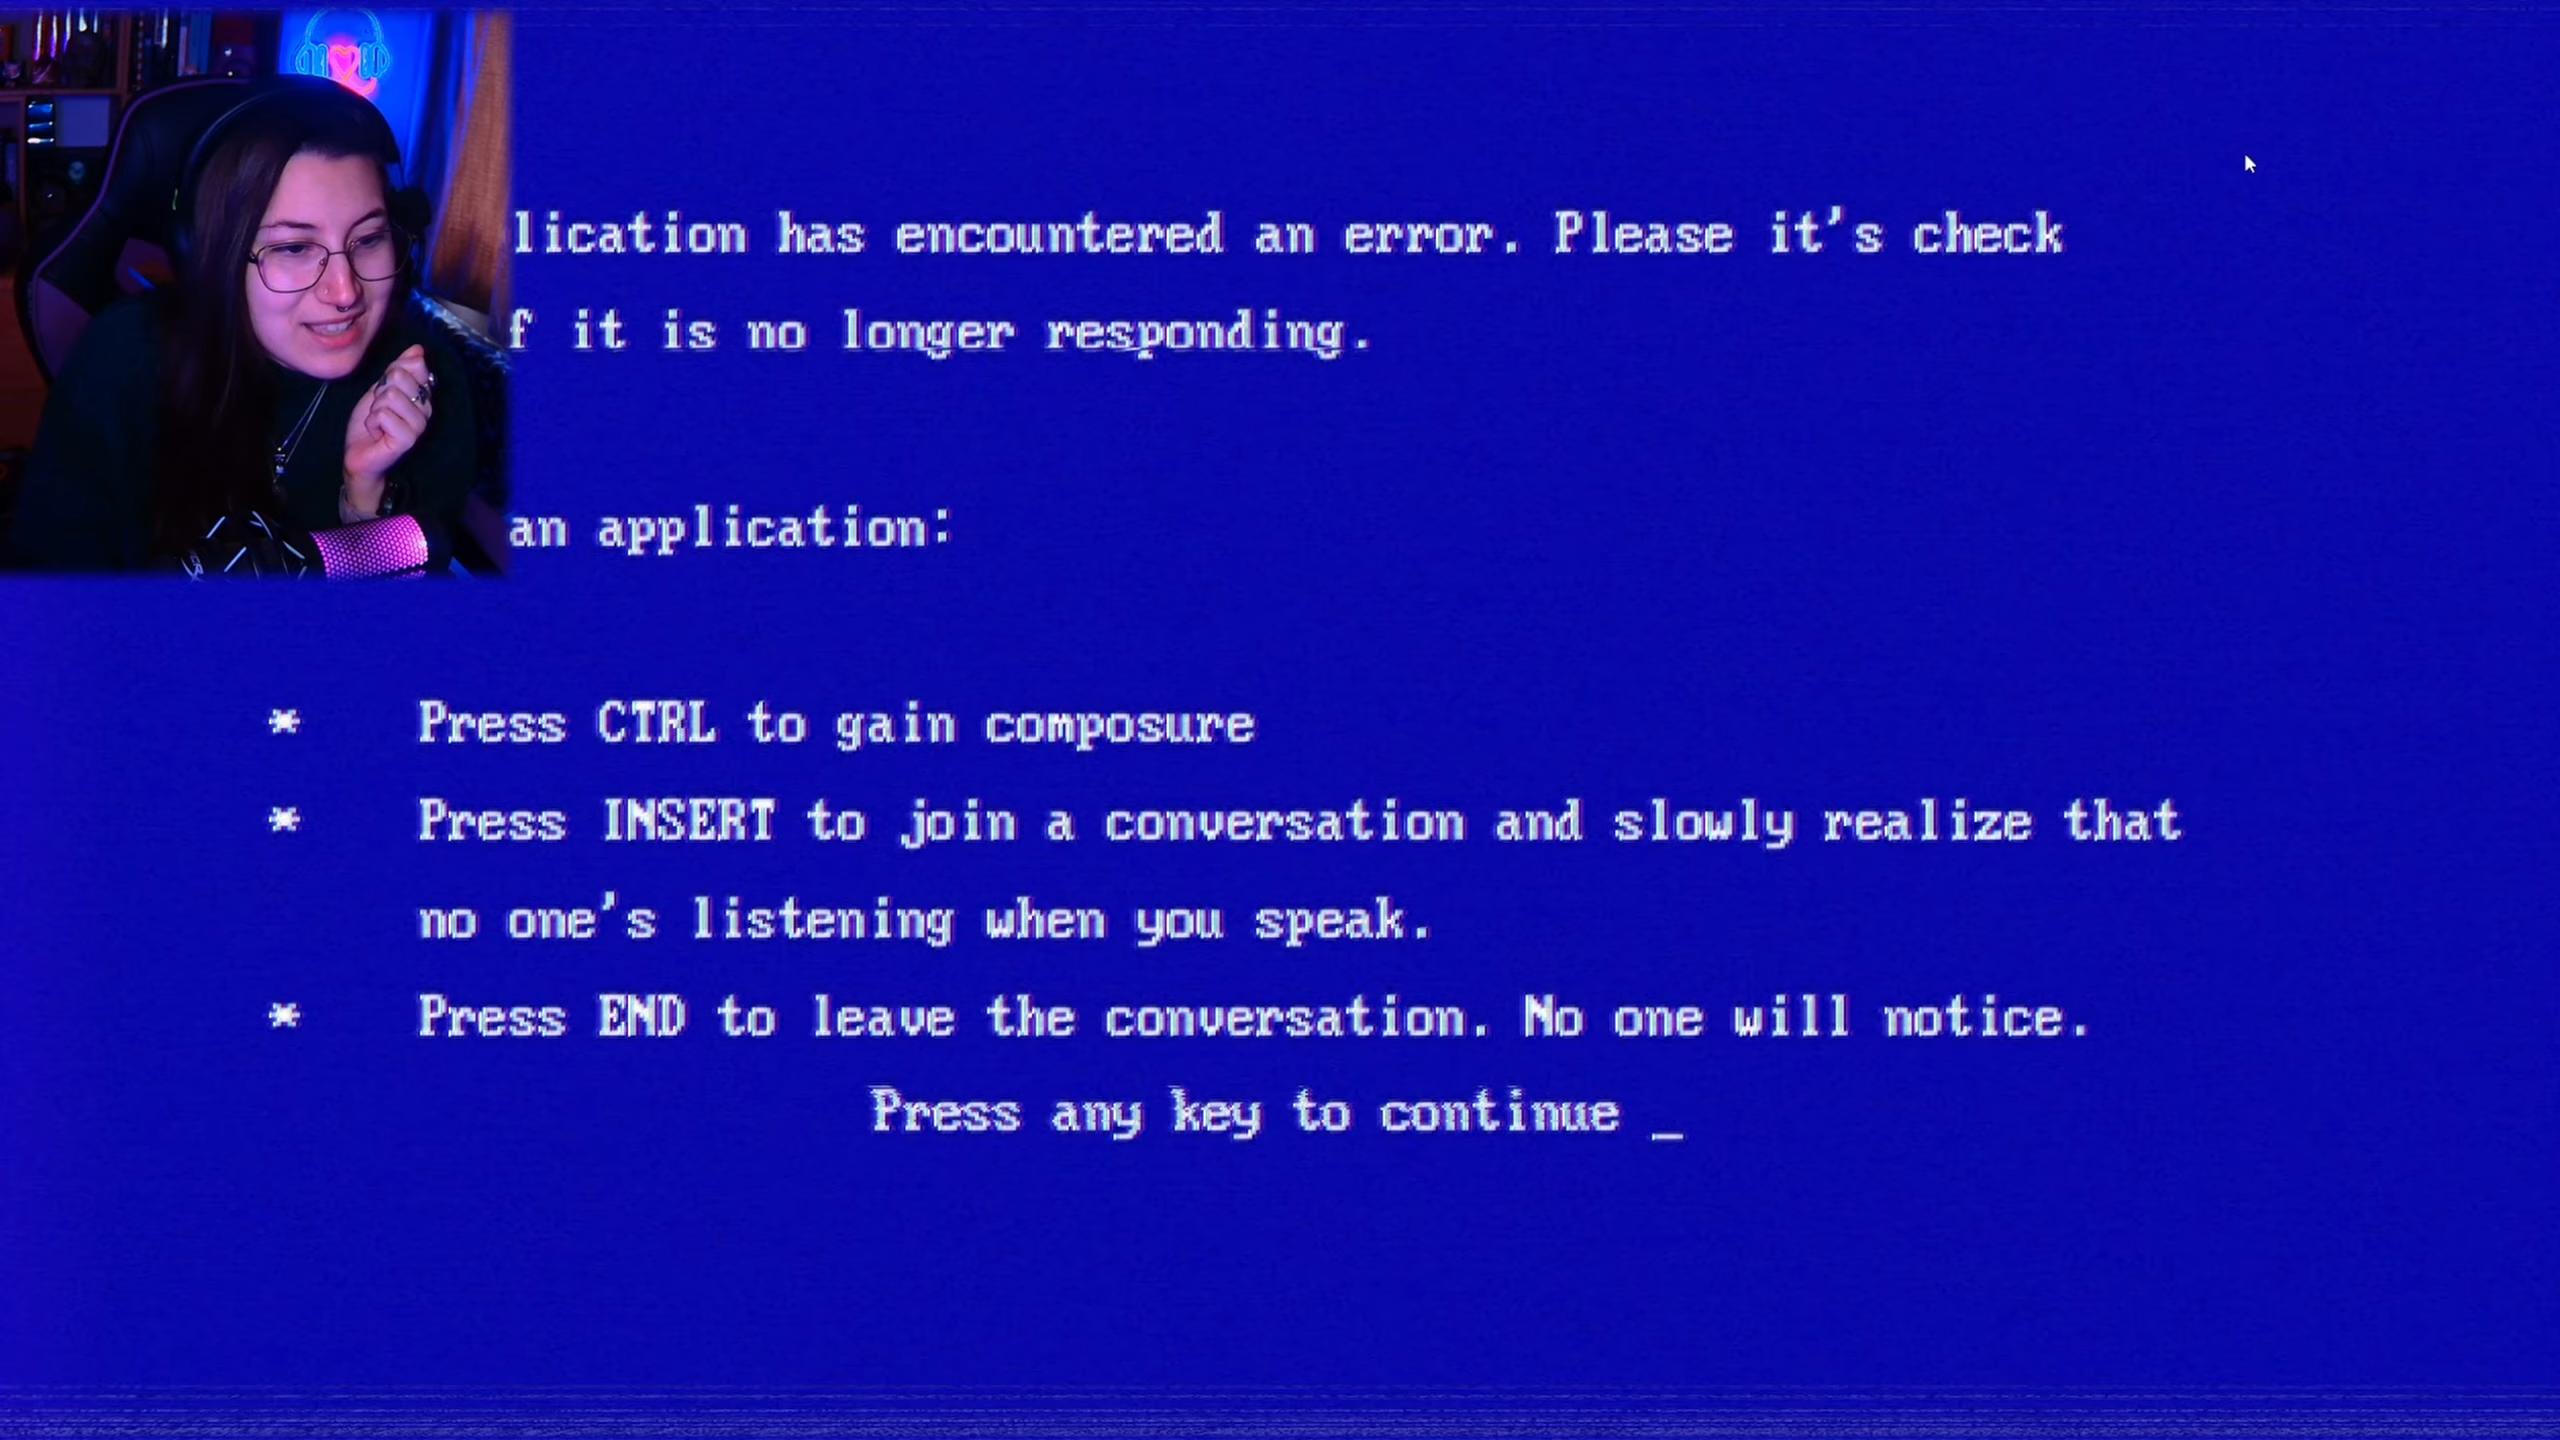 lication has encountered an error. Please it's check
f it is no longer responding.
an application:
* Press CTRL to gain composure
* Press INSERT to join a conversation and slowly realize that
no one's listening when you speak.
* Press END to leave the conversation. No one will notice.
Press any key to continue _